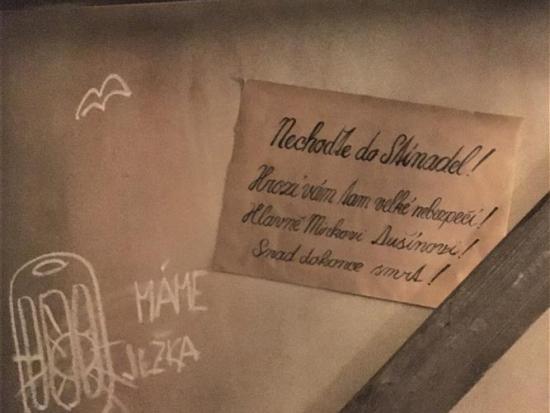 Nechoďte do Stínadel!
Hrozí vám tam velké nebezpečí!
Hlavně Mirkovi Dušínovi!
Snad dokonce smrt!
MÁME
JEŽKA